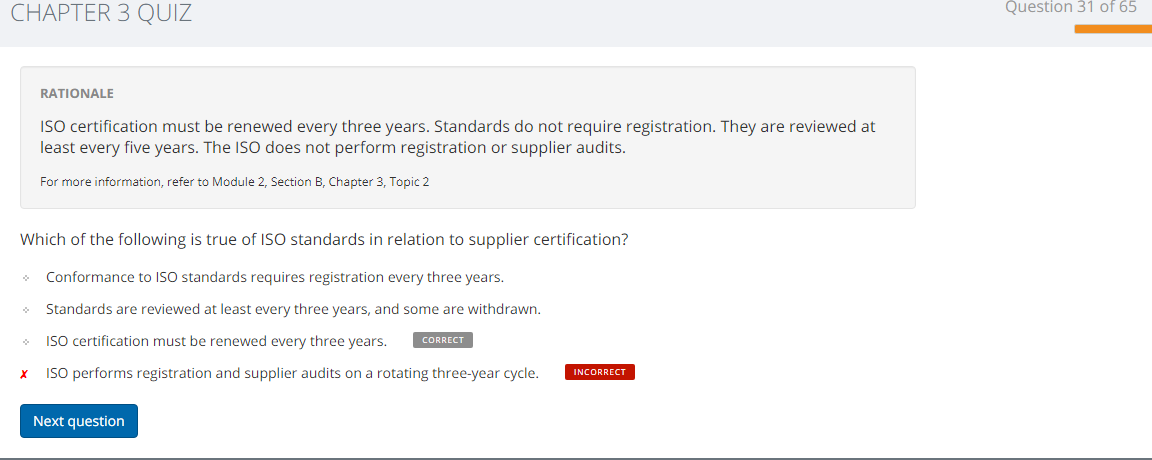 CHAPTER 3 QUIZ
Question 31 of 65
RATIONALE
ISO certification must be renewed every three years. Standards do not require registration. They are reviewed at
least every five years. The ISO does not perform registration or supplier audits.
For more information, refer to Module 2, Section B, Chapter 3, Topic 2
Which of the following is true of ISO standards in relation to supplier certification?
Conformance to ISO standards requires registration every three years.
Standards are reviewed at least every three years, and some are withdrawn.
ISO certification must be renewed every three years. CORRECT
✗ ISO performs registration and supplier audits on a rotating three-year cycle. INCORRECT
Next question